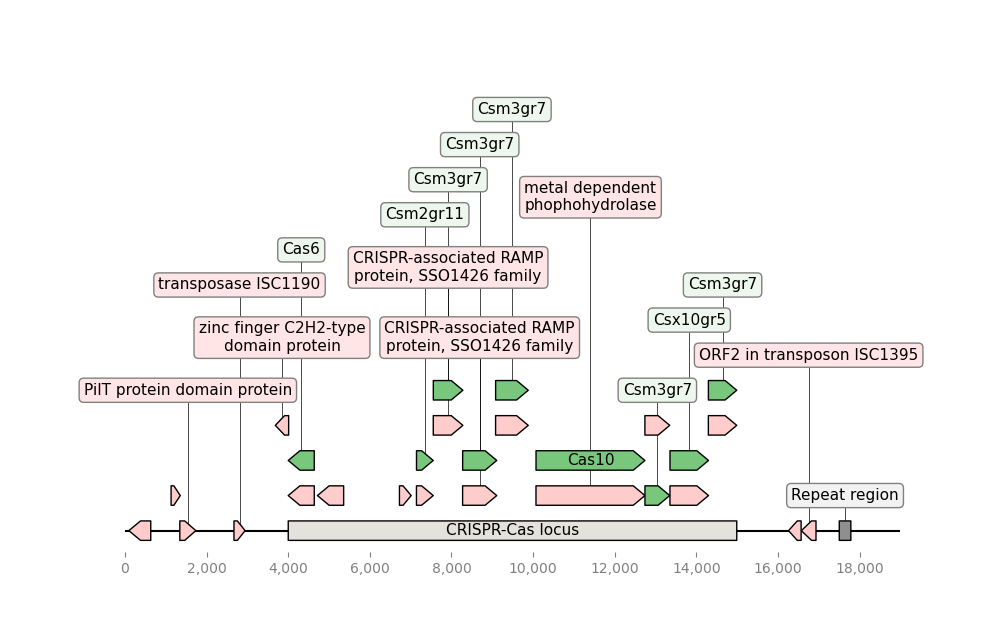 Csm3gr7
Csm3gr7
Csm3gr7
metal dependent
phophohydrolase
Csm2gr11
Cas6
CRISPR-associated RAMP
protein, SSO1426 family
transposase ISC1190
Csm3gr7
Csx10gr5
zinc finger C2H2-type
domain protein
CRISPR-associated RAMP
protein, SSO1426 family
ORF2 in transposon ISC1395
PilT protein domain protein
Csm3gr7
Cas10
Repeat region
CRISPR-Cas locus
0 2,000 4,000 6,000 8,000 10,000 12,000 14,000 16,000 18,000